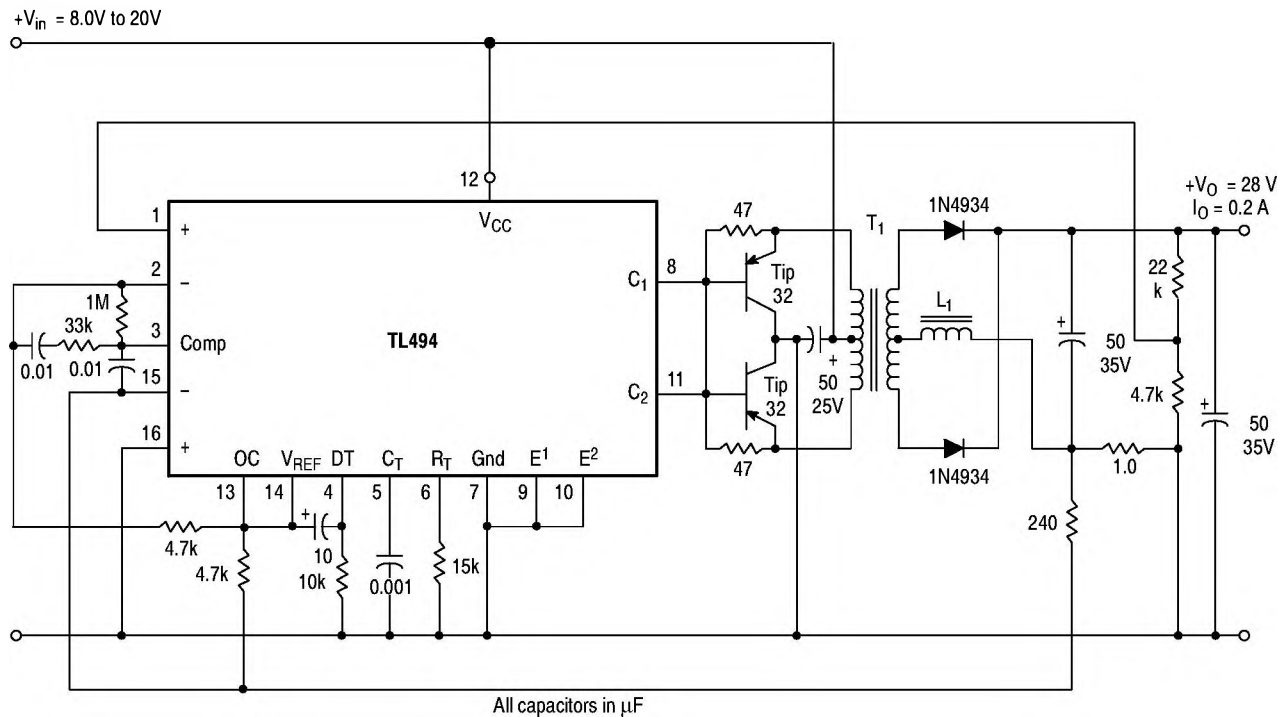 +Vin = 8.0V to 20V
12
VCC
+VO = 28 V
IO = 0.2 A
1
+
47
T1
1N4934
2
−
C1
8
Tip
32
22
k
1M
33k
3
Comp
TL494
L1
+
50
35V
0.01
0.01
15
−
C2
11
Tip
32
+
50
25V
4.7k
+
50
35V
16
+
47
1N4934
1.0
OC
VREF
DT
CT
RT
Gnd
E1
E2
13
14
4
5
6
7
9
10
+
4.7k
10
240
4.7k
10k
0.001
15k
All capacitors in μF